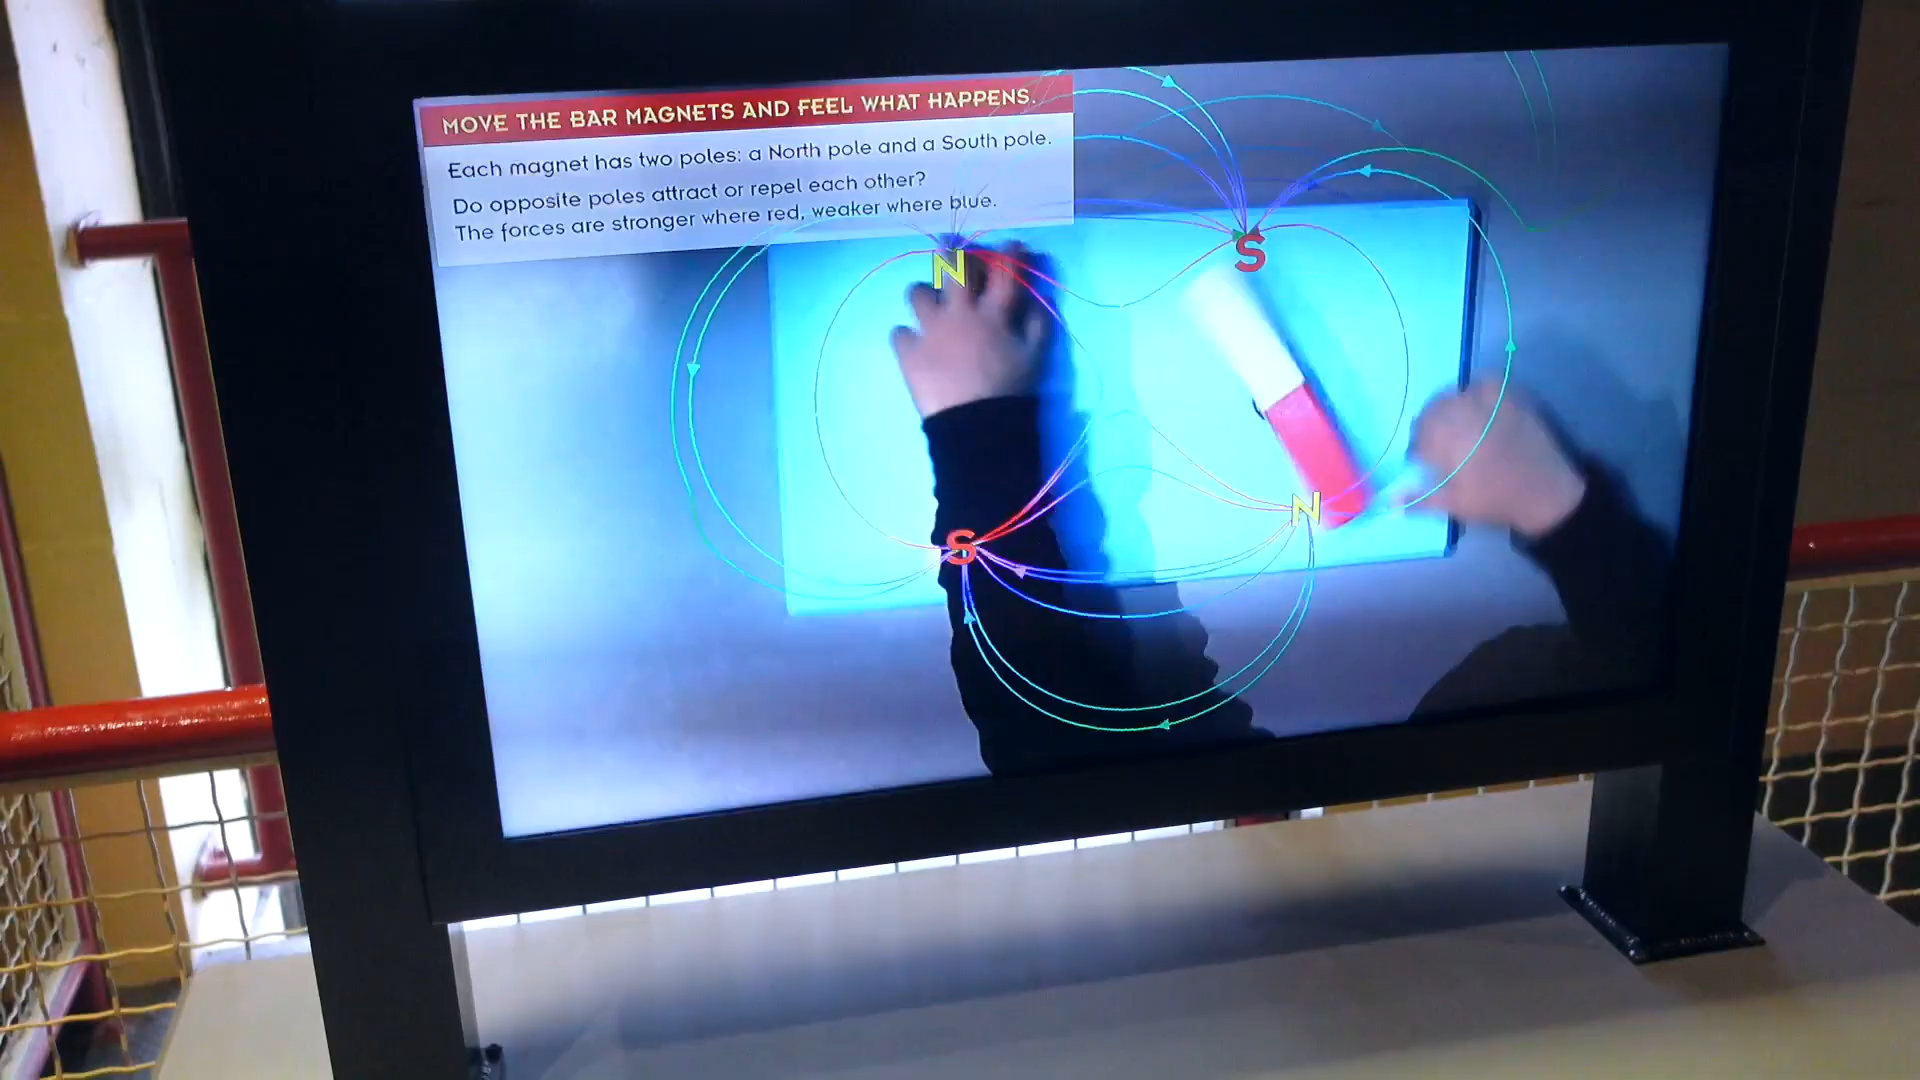 MOVE THE BAR MAGNETS AND FEEL WHAT HAPPENS.
Each magnet has two poles: a North pole and a South pole.
Do opposite poles attract or repel each other?
The forces are stronger where red, weaker where blue.
N
S
S
N